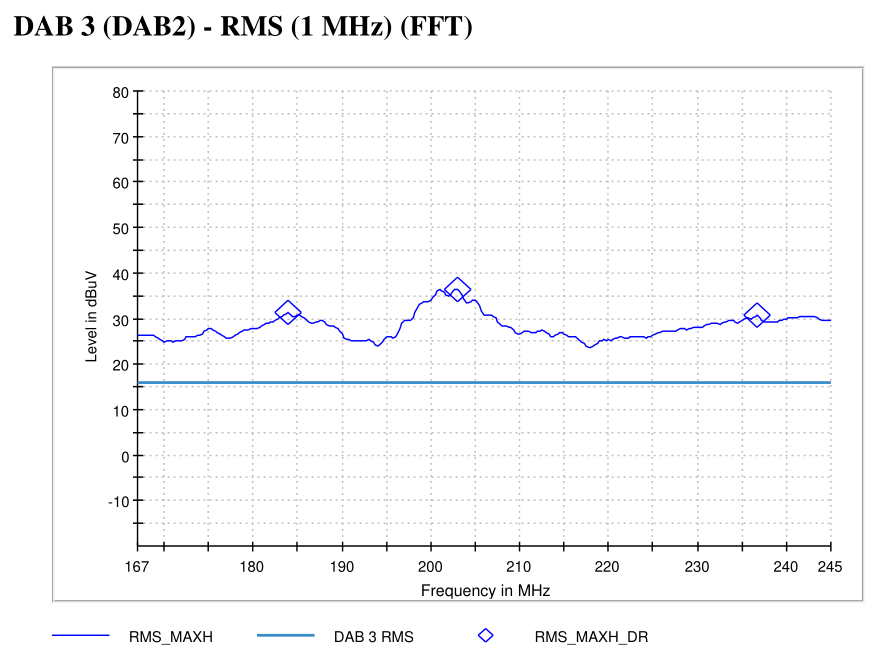 DAB 3 (DAB2) - RMS (1 MHz) (FFT)
80
70
60
50
40
30
20
10
0
-10
Level in dBuV
167 180 190 200 210 220 230 240 245
Frequency in MHz
RMS_MAXH DAB 3 RMS RMS_MAXH_DR